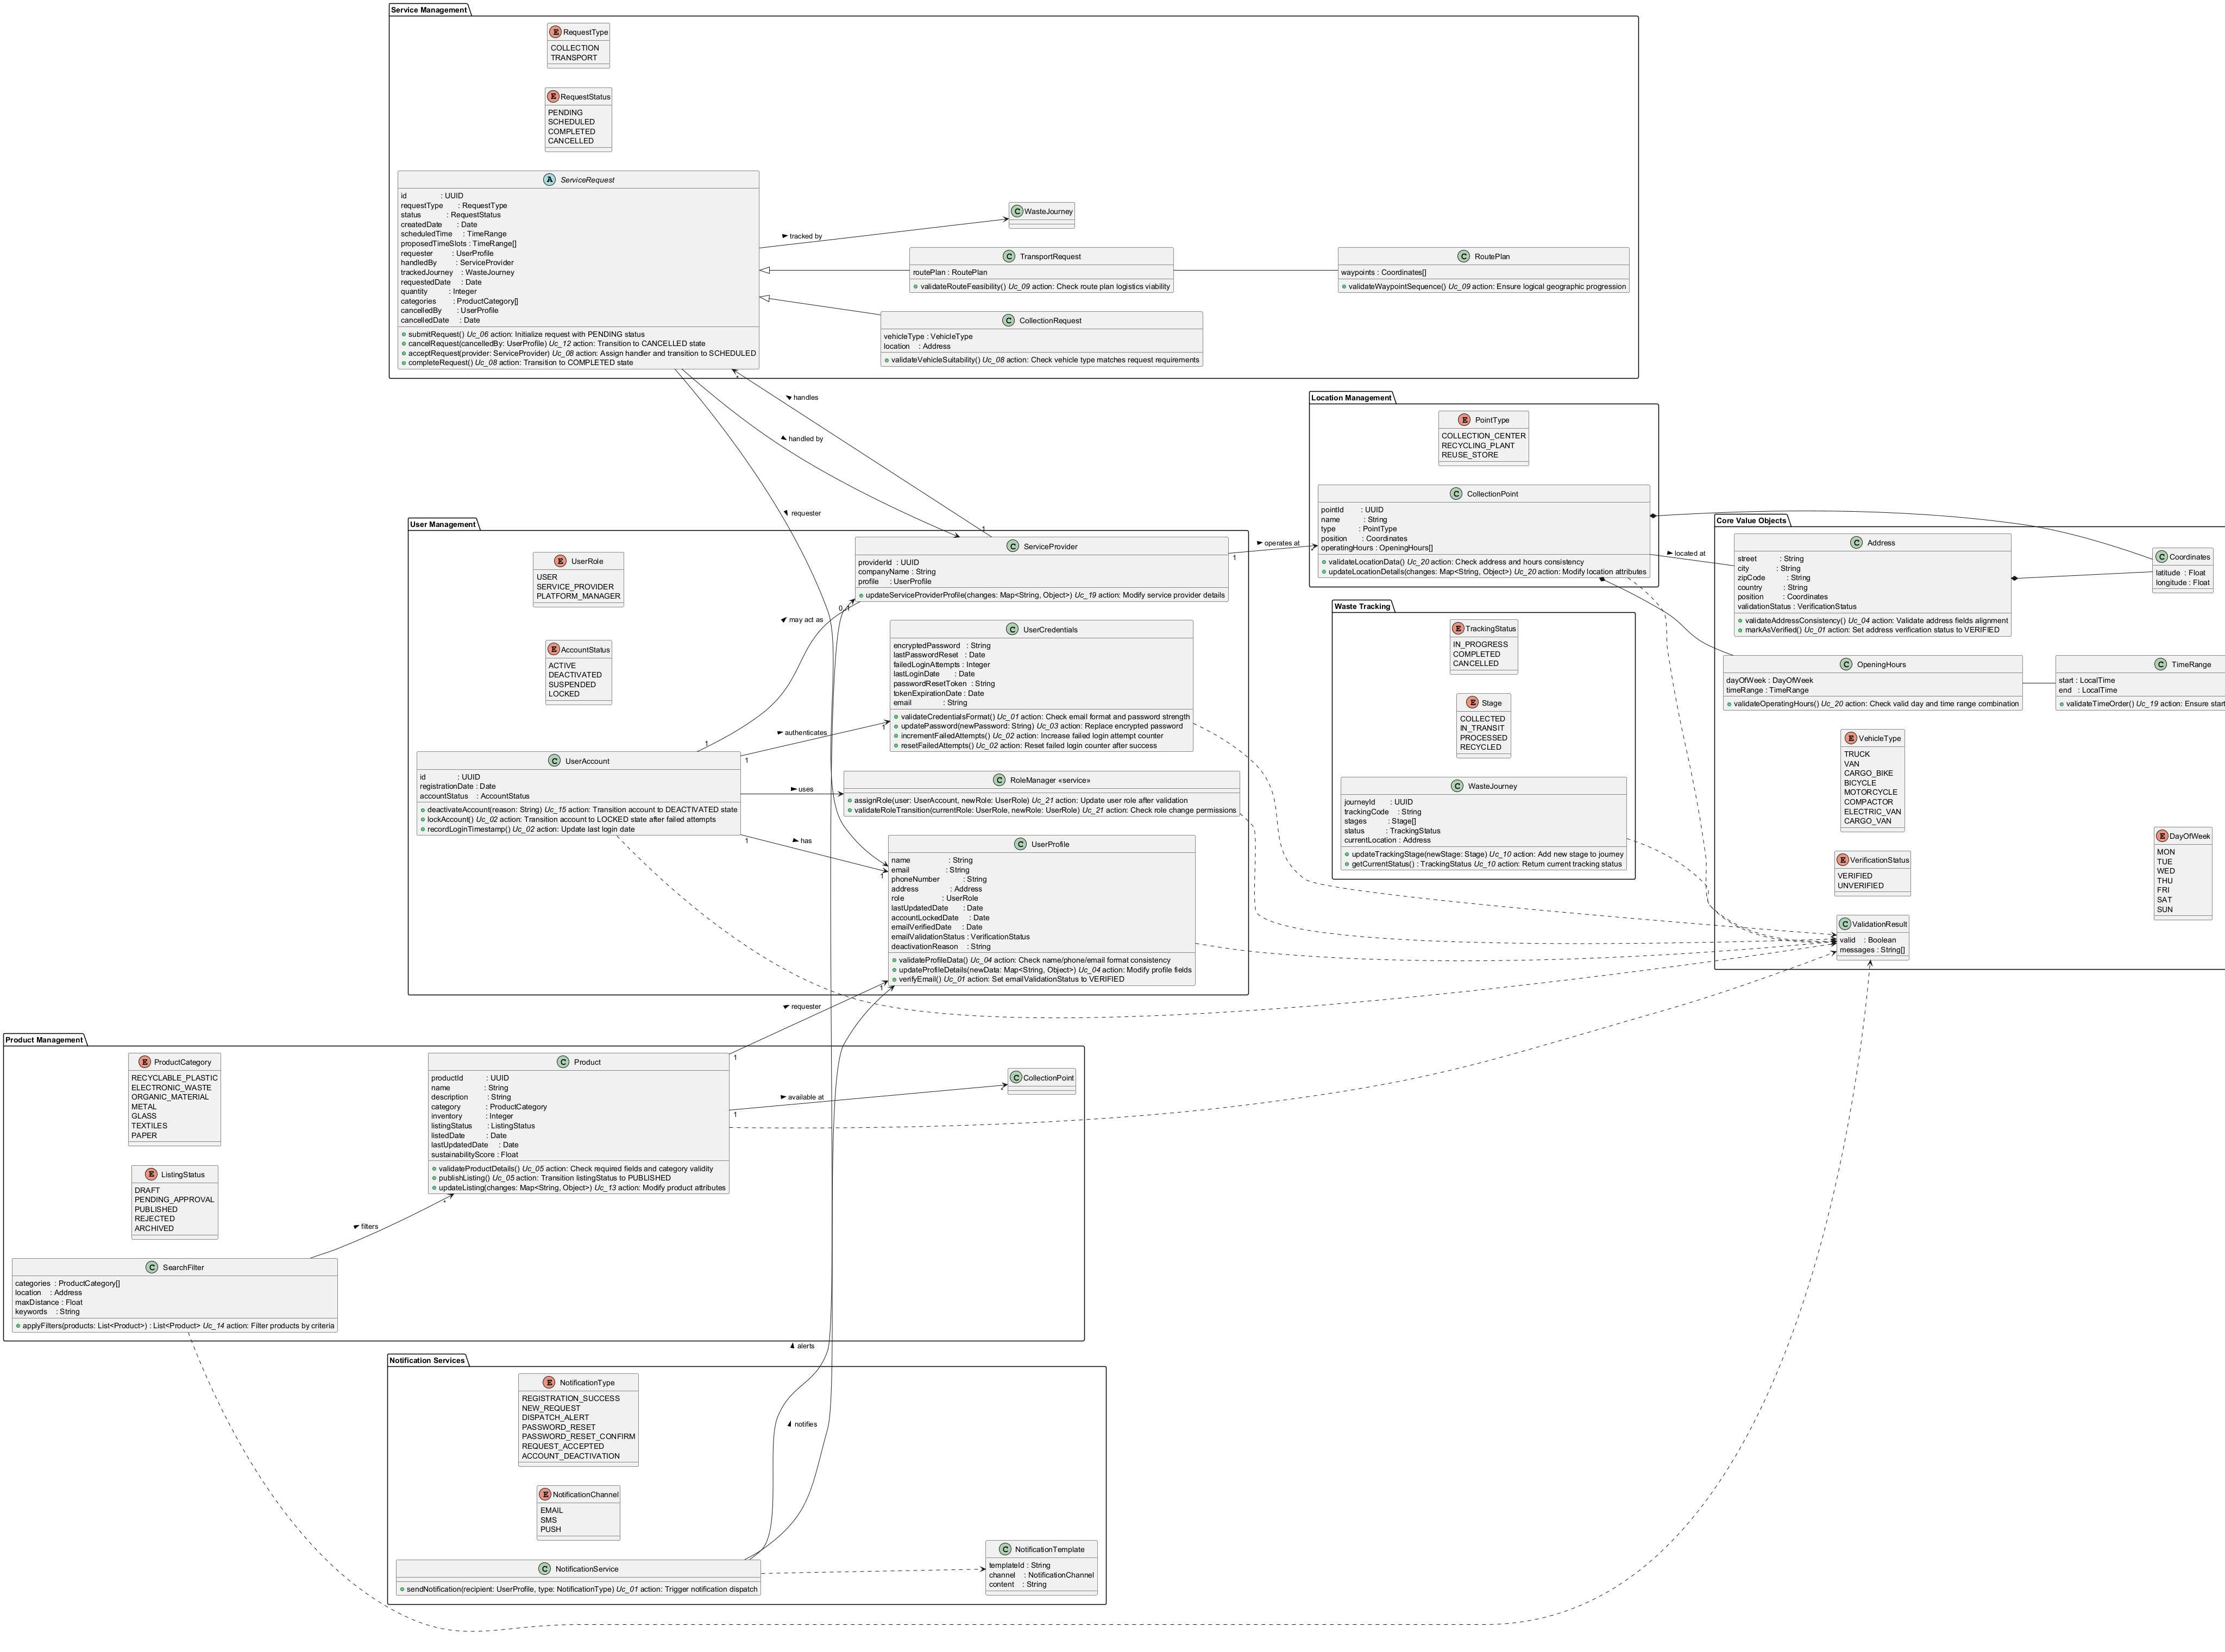 Service Management
E RequestType
COLLECTION
TRANSPORT
E RequestStatus
PENDING
SCHEDULED
COMPLETED
CANCELLED
A ServiceRequest
id : UUID
requestType : RequestType
status : RequestStatus
createdDate : Date
scheduledTime : TimeRange
proposedTimeSlots : TimeRange[]
requester : UserProfile
handledBy : ServiceProvider
trackedJourney : WasteJourney
requestedDate : Date
quantity : Integer
categories : ProductCategory[]
cancelledBy : UserProfile
cancelledDate : Date
submitRequest() Uc_06 action: Initialize request with PENDING status
cancelRequest(cancelledBy: UserProfile) Uc_12 action: Transition to CANCELLED state
acceptRequest(provider: ServiceProvider) Uc_08 action: Assign handler and transition to SCHEDULED
completeRequest() Uc_08 action: Transition to COMPLETED state
tracked by
C WasteJourney
C TransportRequest
routePlan : RoutePlan
validateRouteFeasibility() Uc_09 action: Check route plan logistics viability
C RoutePlan
waypoints : Coordinates[]
validateWaypointSequence() Uc_09 action: Ensure logical geographic progression
C CollectionRequest
vehicleType : VehicleType
location : Address
validateVehicleSuitability() Uc_08 action: Check vehicle type matches request requirements
*
handles
handled by
requester
1
Location Management
E PointType
COLLECTION_CENTER
RECYCLING_PLANT
REUSE_STORE
C CollectionPoint
pointId : UUID
name : String
type : PointType
position : Coordinates
operatingHours : OpeningHours[]
validateLocationData() Uc_20 action: Check address and hours consistency
updateLocationDetails(changes: Map<String, Object>) Uc_20 action: Modify location attributes
located at
Core Value Objects
C Address
street : String
city : String
zipCode : String
country : String
position : Coordinates
validationStatus : VerificationStatus
validateAddressConsistency() Uc_04 action: Validate address fields alignment
markAsVerified() Uc_01 action: Set address verification status to VERIFIED
C Coordinates
latitude : Float
longitude : Float
C OpeningHours
dayOfWeek : DayOfWeek
timeRange : TimeRange
validateOperatingHours() Uc_20 action: Check valid day and time range combination
C TimeRange
start : LocalTime
end : LocalTime
validateTimeOrder() Uc_19 action: Ensure start
E VehicleType
TRUCK
VAN
CARGO_BIKE
BICYCLE
MOTORCYCLE
COMPACTOR
ELECTRIC_VAN
CARGO_VAN
E VerificationStatus
VERIFIED
UNVERIFIED
E DayOfWeek
MON
TUE
WED
THU
FRI
SAT
SUN
C ValidationResult
valid : Boolean
messages : String[]
User Management
E UserRole
USER
SERVICE_PROVIDER
PLATFORM_MANAGER
E AccountStatus
ACTIVE
DEACTIVATED
SUSPENDED
LOCKED
C ServiceProvider
providerId : UUID
companyName : String
profile : UserProfile
updateServiceProviderProfile(changes: Map<String, Object>) Uc_19 action: Modify service provider details
1
operates at
*
0..1
may act as
1
C UserCredentials
encryptedPassword : String
lastPasswordReset : Date
failedLoginAttempts : Integer
lastLoginDate : Date
passwordResetToken : String
tokenExpirationDate : Date
email : String
validateCredentialsFormat() Uc_01 action: Check email format and password strength
updatePassword(newPassword: String) Uc_03 action: Replace encrypted password
incrementFailedAttempts() Uc_02 action: Increase failed login attempt counter
resetFailedAttempts() Uc_02 action: Reset failed login counter after success
authenticates
1
1
C UserAccount
id : UUID
registrationDate : Date
accountStatus : AccountStatus
deactivateAccount(reason: String) Uc_15 action: Transition account to DEACTIVATED state
lockAccount() Uc_02 action: Transition account to LOCKED state after failed attempts
recordLoginTimestamp() Uc_02 action: Update last login date
uses
C RoleManager «service»
assignRole(user: UserAccount, newRole: UserRole) Uc_21 action: Update user role after validation
validateRoleTransition(currentRole: UserRole, newRole: UserRole) Uc_21 action: Check role change permissions
1
has
1
C UserProfile
name : String
email : String
phoneNumber : String
address : Address
role : UserRole
lastUpdatedDate : Date
accountLockedDate : Date
emailVerifiedDate : Date
emailValidationStatus : VerificationStatus
deactivationReason : String
validateProfileData() Uc_04 action: Check name/phone/email format consistency
updateProfileDetails(newData: Map<String, Object>) Uc_04 action: Modify profile fields
verifyEmail() Uc_01 action: Set emailValidationStatus to VERIFIED
Waste Tracking
E TrackingStatus
IN_PROGRESS
COMPLETED
CANCELLED
E Stage
COLLECTED
IN_TRANSIT
PROCESSED
RECYCLED
C WasteJourney
journeyId : UUID
trackingCode : String
stages : Stage[]
status : TrackingStatus
currentLocation : Address
updateTrackingStage(newStage: Stage) Uc_10 action: Add new stage to journey
getCurrentStatus() : TrackingStatus Uc_10 action: Return current tracking status
Product Management
E ProductCategory
RECYCLABLE_PLASTIC
ELECTRONIC_WASTE
ORGANIC_MATERIAL
METAL
GLASS
TEXTILES
PAPER
E ListingStatus
DRAFT
PENDING_APPROVAL
PUBLISHED
REJECTED
ARCHIVED
C Product
productId : UUID
name : String
description : String
category : ProductCategory
inventory : Integer
listingStatus : ListingStatus
listedDate : Date
lastUpdatedDate : Date
sustainabilityScore : Float
validateProductDetails() Uc_05 action: Check required fields and category validity
publishListing() Uc_05 action: Transition listingStatus to PUBLISHED
updateListing(changes: Map<String, Object>) Uc_13 action: Modify product attributes
requester
1
1
available at
1
*
C CollectionPoint
filters
*
C SearchFilter
categories : ProductCategory[]
location : Address
maxDistance : Float
keywords : String
applyFilters(products: List<Product>) : List<Product> Uc_14 action: Filter products by criteria
alerts
notifies
Notification Services
E NotificationType
REGISTRATION_SUCCESS
NEW_REQUEST
DISPATCH_ALERT
PASSWORD_RESET
PASSWORD_RESET_CONFIRM
REQUEST_ACCEPTED
ACCOUNT_DEACTIVATION
E NotificationChannel
EMAIL
SMS
PUSH
C NotificationService
sendNotification(recipient: UserProfile, type: NotificationType) Uc_01 action: Trigger notification dispatch
C NotificationTemplate
templateId : String
channel : NotificationChannel
content : String